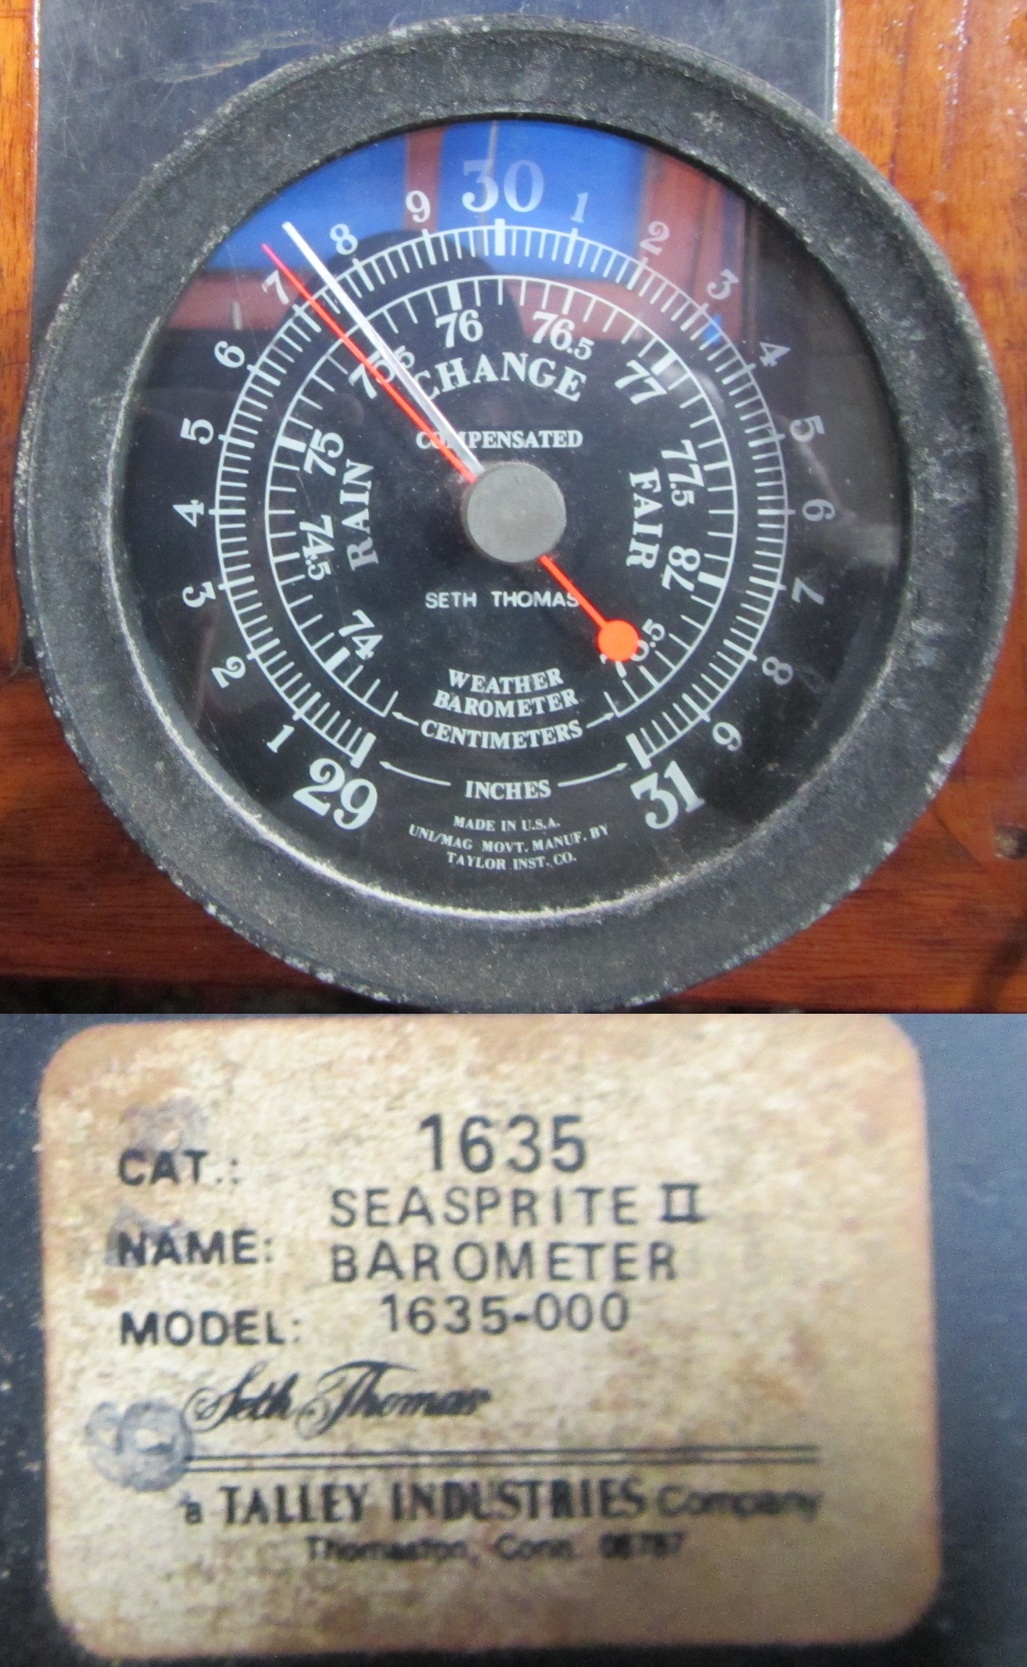 30
9 1
8 2
7 3
6 4
5 5
4 6
3 7
2 8
1 9
29 31
76 76.5
75.5 77
75 77.5
74.5 78
74
CHANGE
COMPENSATED
RAIN FAIR
SETH THOMAS
WEATHER
BAROMETER
CENTIMETERS
INCHES
MADE IN U.S.A.
UNI/MAG MOVT. MANUF. BY
TAYLOR INST. CO.
CAT.: 1635
NAME: SEASPRITE II
BAROMETER
MODEL: 1635-000
Seth Thomas
a TALLEY INDUSTRIES Company
Thomaston, Conn. 06787